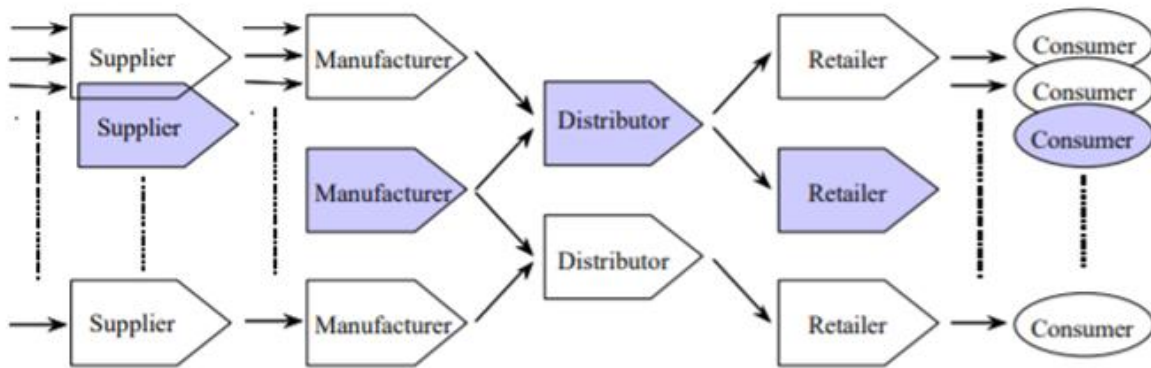 Supplier
Supplier
Supplier
Manufacturer
Manufacturer
Manufacturer
Distributor
Distributor
Retailer
Retailer
Retailer
Consumer
Consumer
Consumer
Consumer